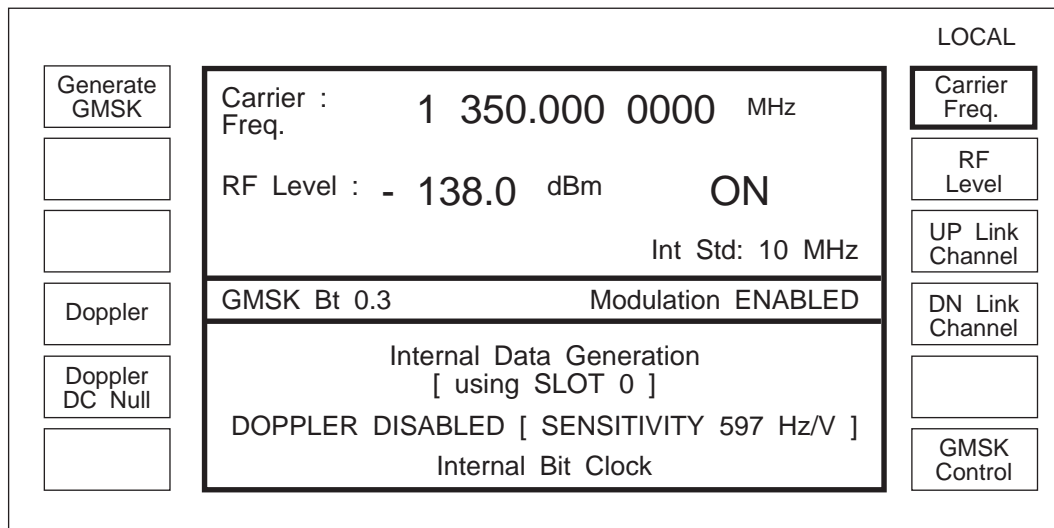 LOCAL
Generate
GMSK
Doppler
Doppler
DC Null
Carrier :
Freq.
1 350.000 0000 MHz
RF Level : - 138.0 dBm ON
Int Std: 10 MHz
GMSK Bt 0.3 Modulation ENABLED
Internal Data Generation
[ using SLOT 0 ]
DOPPLER DISABLED [ SENSITIVITY 597 Hz/V ]
Internal Bit Clock
Carrier
Freq.
RF
Level
UP Link
Channel
DN Link
Channel
GMSK
Control